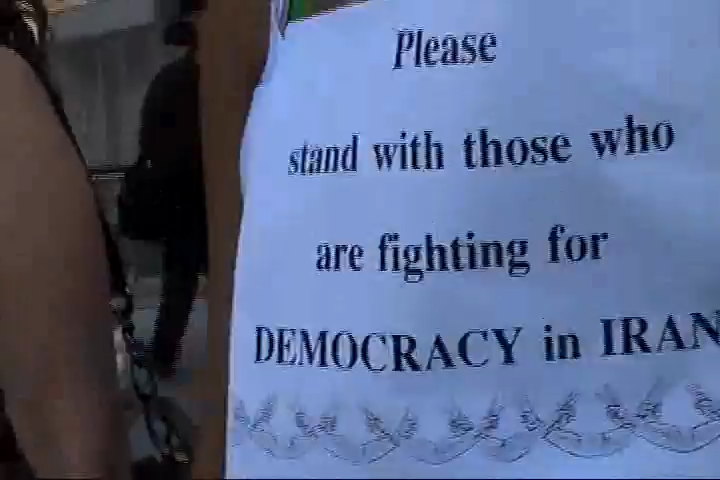 Please
stand with those who
are fighting for
DEMOCRACY in IRAN